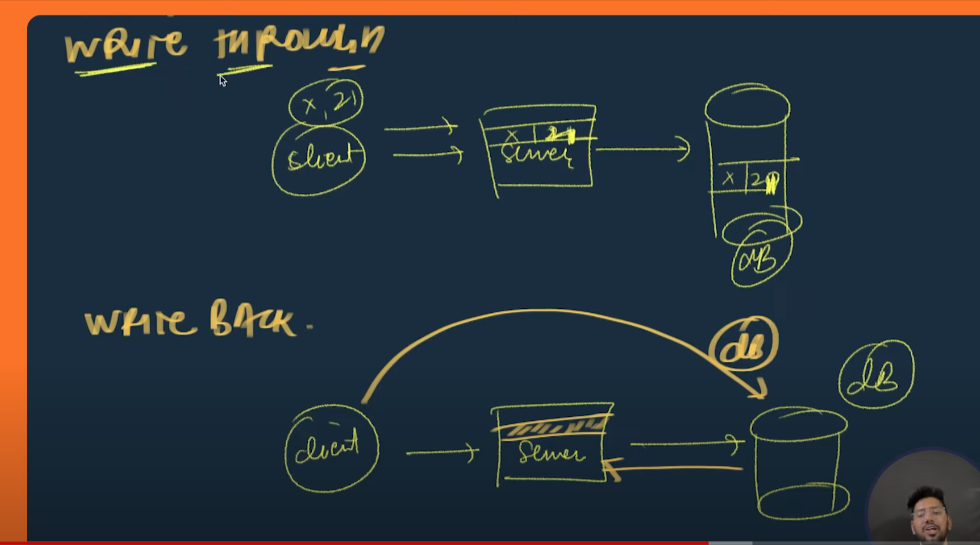 WRITE THROUGH
x, 21
client
x 21
server
x 21
dB
WRITE BACK.
dB
dB
client
server